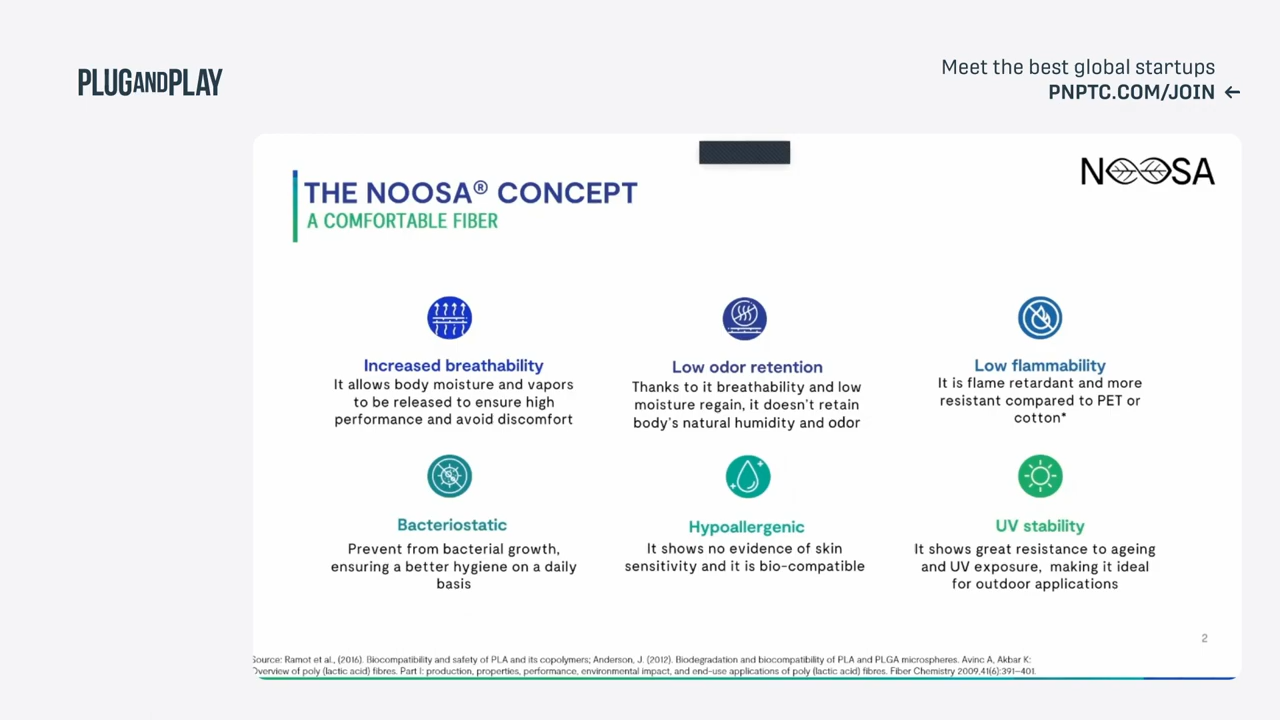 PLUGANDPLAY
Meet the best global startups
PNPTC.COM/JOIN ←
NOOSA
THE NOOSA® CONCEPT
A COMFORTABLE FIBER
Increased breathability
It allows body moisture and vapors
to be released to ensure high
performance and avoid discomfort
Low odor retention
Thanks to it breathability and low
moisture regain, it doesn't retain
body's natural humidity and odor
Low flammability
It is flame retardant and more
resistant compared to PET or
cotton*
Bacteriostatic
Prevent from bacterial growth,
ensuring a better hygiene on a daily
basis
Hypoallergenic
It shows no evidence of skin
sensitivity and it is bio-compatible
UV stability
It shows great resistance to ageing
and UV exposure, making it ideal
for outdoor applications
2
Source: Ramot et al., (2016). Biocompatibility and safety of PLA and its copolymers; Anderson, J. (2012). Biodegradation and biocompatibility of PLA and PLGA microspheres. Avinc A, Akbar K:
Overview of poly (lactic acid) fibres. Part I: production, properties, performance, environmental impact, and end-use applications of poly (lactic acid) fibres. Fiber Chemistry 2009,41(6):391–401.